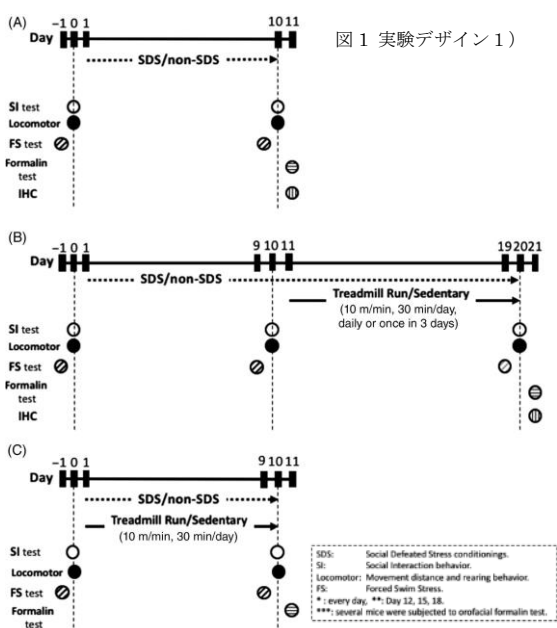 (A)
図１ 実験デザイン１）
Day −1 0 1 10 11
SDS/non-SDS
SI test
Locomotor
FS test
Formalin
test
IHC
(B)
Day −1 0 1 9 10 11 19 20 21
SDS/non-SDS
Treadmill Run/Sedentary
(10 m/min, 30 min/day,
daily or once in 3 days)
SI test
Locomotor
FS test
Formalin
test
IHC
(C)
Day −1 0 1 9 10 11
SDS/non-SDS
Treadmill Run/Sedentary
(10 m/min, 30 min/day)
SI test
Locomotor
FS test
Formalin
test
SDS: Social Defeated Stress conditionings.
SI: Social Interaction behavior.
Locomotor: Movement distance and rearing behavior.
FS: Forced Swim Stress.
* : every day, **: Day 12, 15, 18.
***: several mice were subjected to orofacial formalin test.